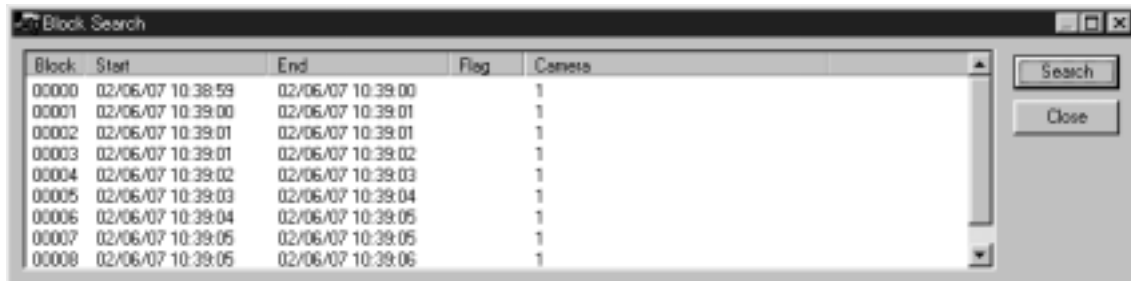 Block Search
Block Start End Flag Camera
00000 02/06/07 10:38:59 02/06/07 10:39:00 1
00001 02/06/07 10:39:00 02/06/07 10:39:01 1
00002 02/06/07 10:39:01 02/06/07 10:39:01 1
00003 02/06/07 10:39:01 02/06/07 10:39:02 1
00004 02/06/07 10:39:02 02/06/07 10:39:03 1
00005 02/06/07 10:39:03 02/06/07 10:39:04 1
00006 02/06/07 10:39:04 02/06/07 10:39:05 1
00007 02/06/07 10:39:05 02/06/07 10:39:05 1
00008 02/06/07 10:39:05 02/06/07 10:39:06 1
Search
Close